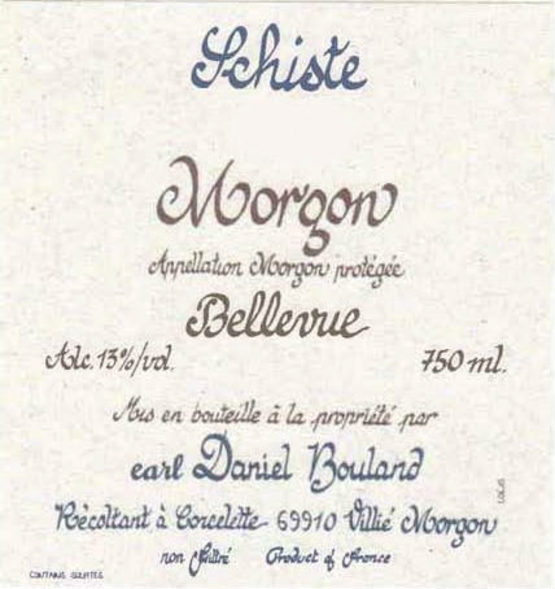 Schiste
Morgon
Appellation Morgon protégée
Bellevue
Alc. 13%/vol. 750 ml.
Mis en bouteille à la propriété par
earl Daniel Bouland
Récoltant à Corcelette 69910 Villié Morgon
non filtré Product of France
CONTAINS SULFITES